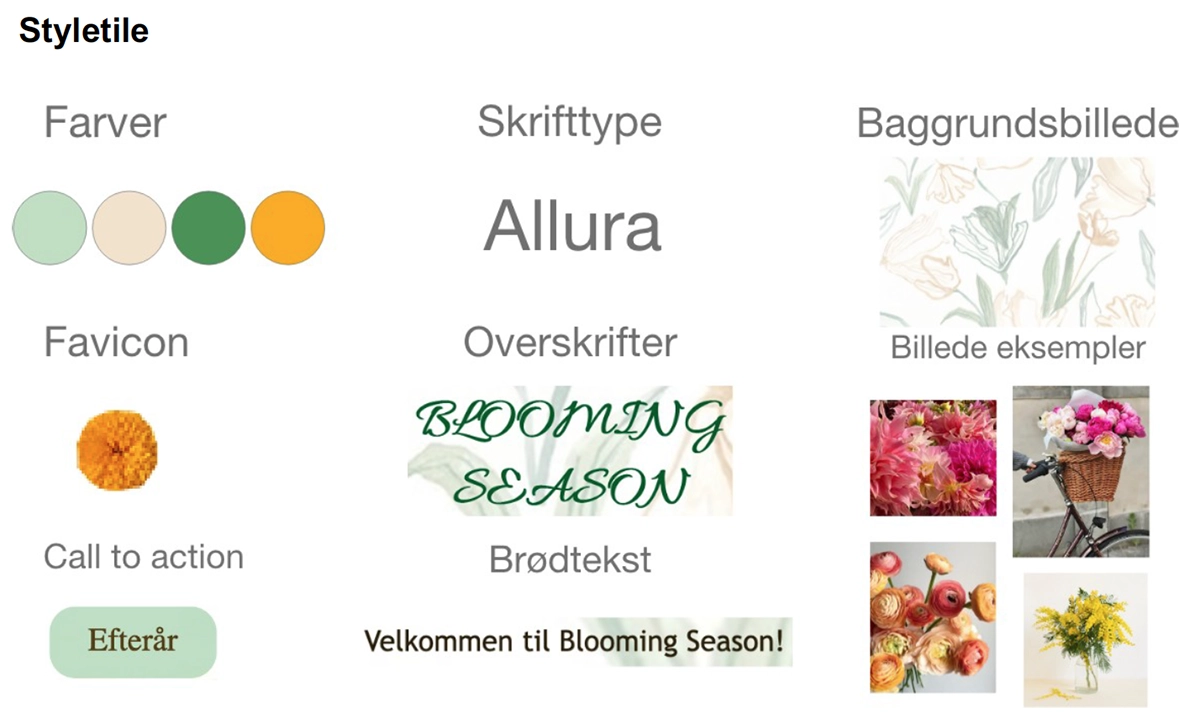 Styletile
Farver
Skrifttype
Baggrundsbillede
Allura
Favicon
Overskrifter
Billede eksempler
BLOOMING
SEASON
Call to action
Brødtekst
Efterår
Velkommen til Blooming Season!